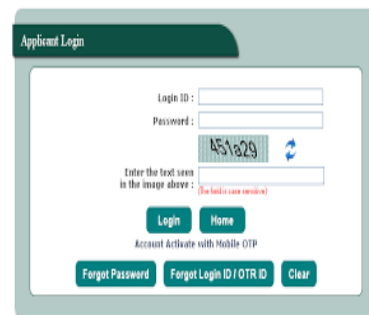 Applicant Login
Login ID :
Password :
451a29
Enter the text seen
in the image above :
(The text is case sensitive)
Login Home
Account Activate with Mobile OTP
Forgot Password Forgot Login ID / OTR ID Clear